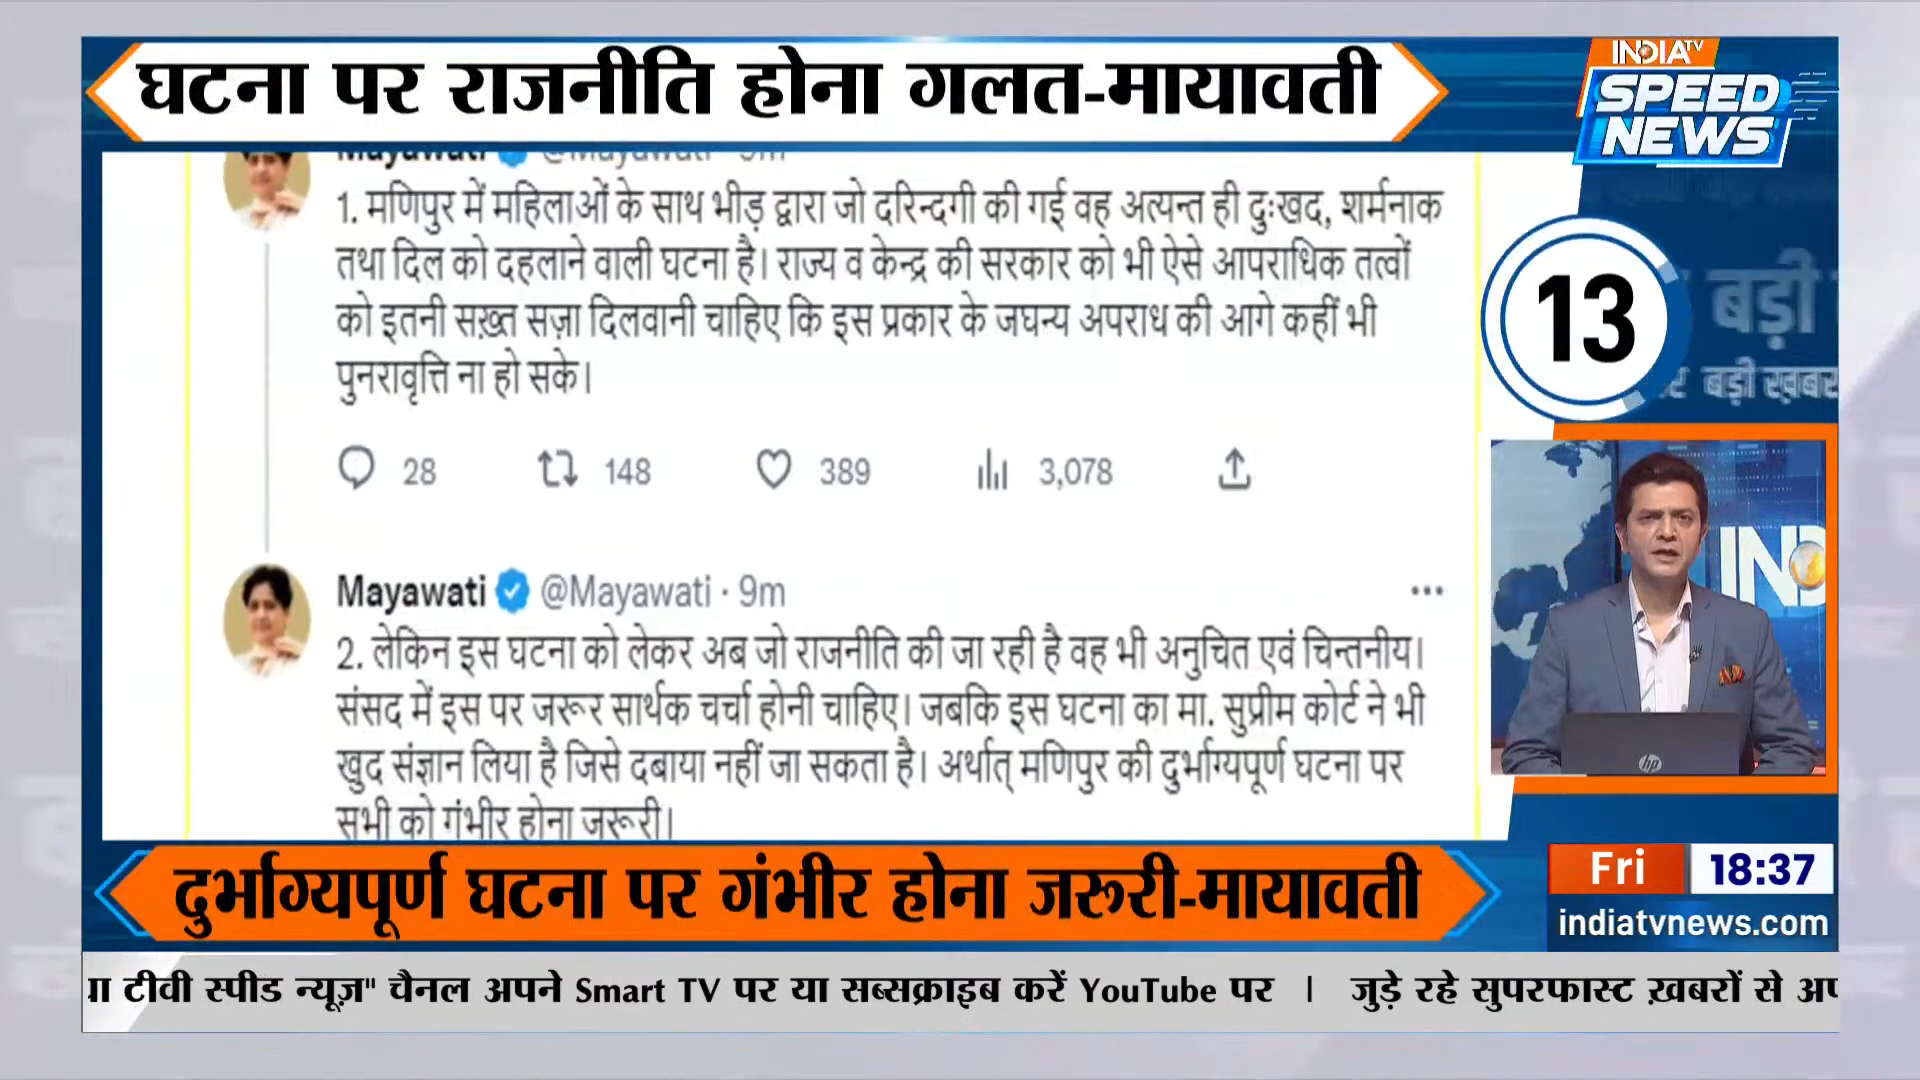 घटना पर राजनीति होना गलत-मायावती
INDIA TV
SPEED
NEWS
Mayawati @Mayawati · 9m
1. मणिपुर में महिलाओं के साथ भीड़ द्वारा जो दरिन्दगी की गई वह अत्यन्त ही दुःखद, शर्मनाक
तथा दिल को दहलाने वाली घटना है। राज्य व केन्द्र की सरकार को भी ऐसे आपराधिक तत्वों
को इतनी सख़्त सज़ा दिलवानी चाहिए कि इस प्रकार के जघन्य अपराध की आगे कहीं भी
पुनरावृत्ति ना हो सके।
28 148 389 3,078
Mayawati @Mayawati · 9m
2. लेकिन इस घटना को लेकर अब जो राजनीति की जा रही है वह भी अनुचित एवं चिन्तनीय।
संसद में इस पर जरूर सार्थक चर्चा होनी चाहिए। जबकि इस घटना का मा. सुप्रीम कोर्ट ने भी
खुद संज्ञान लिया है जिसे दबाया नहीं जा सकता है। अर्थात् मणिपुर की दुर्भाग्यपूर्ण घटना पर
सभी को गंभीर होना जरूरी।
13
बड़ी
बड़ी ख़बर
IND
hp
दुर्भाग्यपूर्ण घटना पर गंभीर होना जरूरी-मायावती
Fri 18:37
indiatvnews.com
टीवी स्पीड न्यूज़" चैनल अपने Smart TV पर या सब्सक्राइब करें YouTube पर | जुड़े रहे सुपरफास्ट ख़बरों से